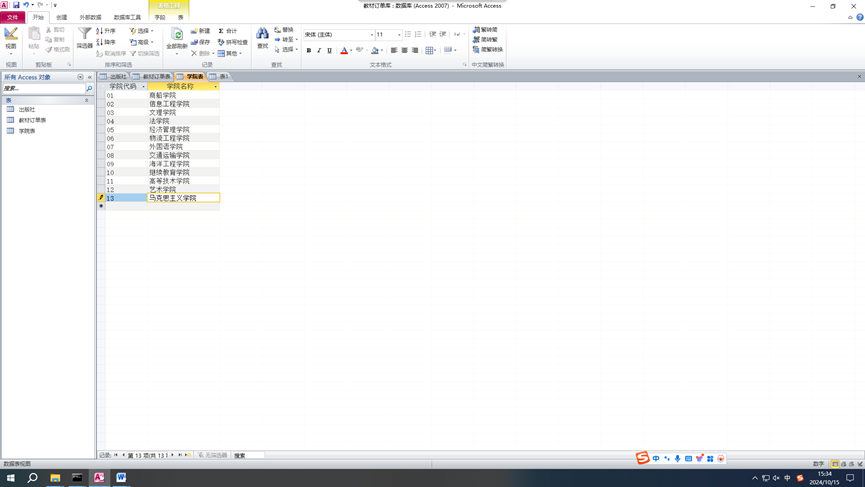 表格工具
教材订单库 : 数据库 (Access 2007) - Microsoft Access
文件 开始 创建 外部数据 数据库工具 字段 表
视图
粘贴
剪切
复制
格式刷
筛选器
升序
降序
取消排序
选择
高级
切换筛选
全部刷新
新建
保存
删除
合计
拼写检查
其他
查找
替换
转至
选择
宋体 (主体) 11
B I U
A
繁转简
简转繁
简繁转换
视图 剪贴板 排序和筛选 记录 查找 文本格式 中文简繁转换
所有 Access 对象
搜索...
表
出版社
教材订单表
学院表
出版社 教材订单表 学院表 表1
学院代码 学院名称
01 商船学院
02 信息工程学院
03 文理学院
04 法学院
05 经济管理学院
06 物流工程学院
07 外国语学院
08 交通运输学院
09 海洋工程学院
10 继续教育学院
11 高等技术学院
12 艺术学院
13 马克思主义学院
记录: 第 13 项(共 13 ) 无筛选器 搜索
数据表视图 数字
中
中
15:34
2024/10/15